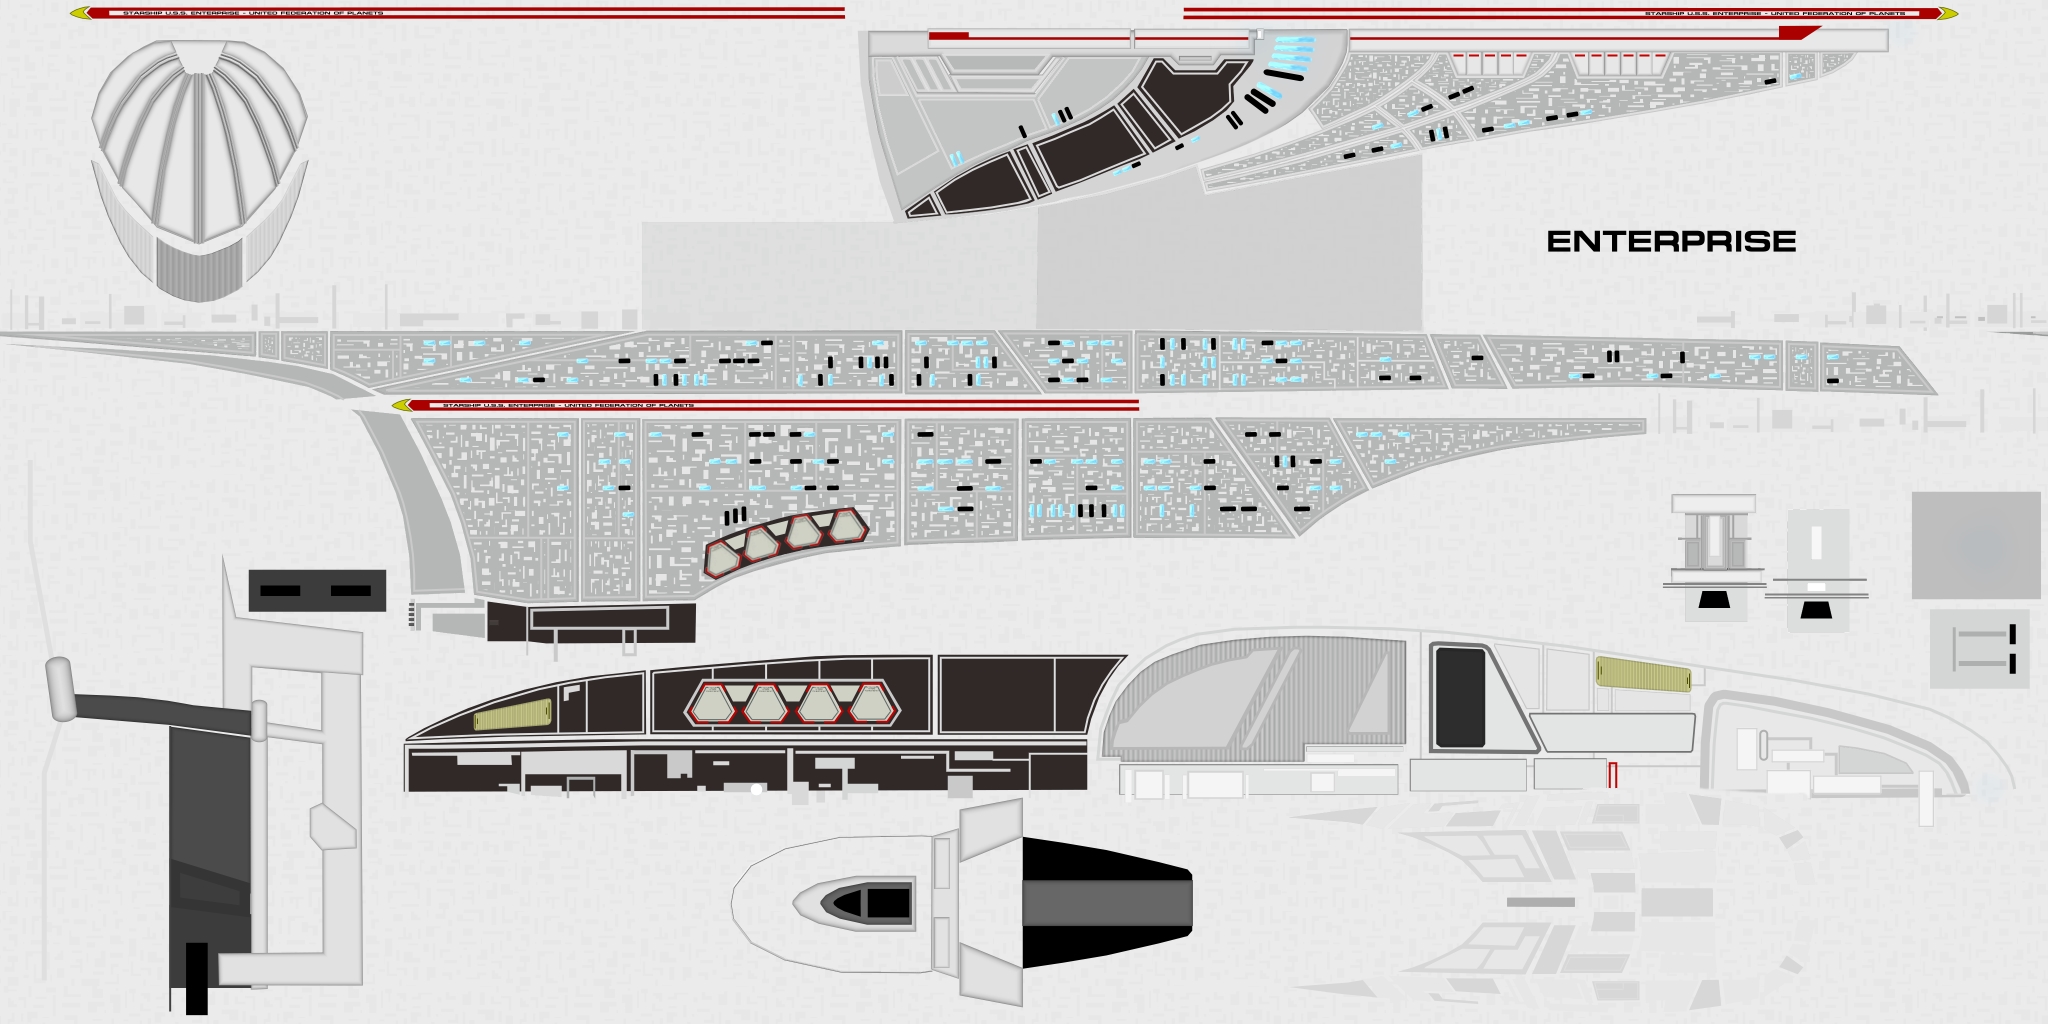 STARSHIP U.S.S. ENTERPRISE - UNITED FEDERATION OF PLANETS
STARSHIP U.S.S. ENTERPRISE - UNITED FEDERATION OF PLANETS
ENTERPRISE
STARSHIP U.S.S. ENTERPRISE - UNITED FEDERATION OF PLANETS